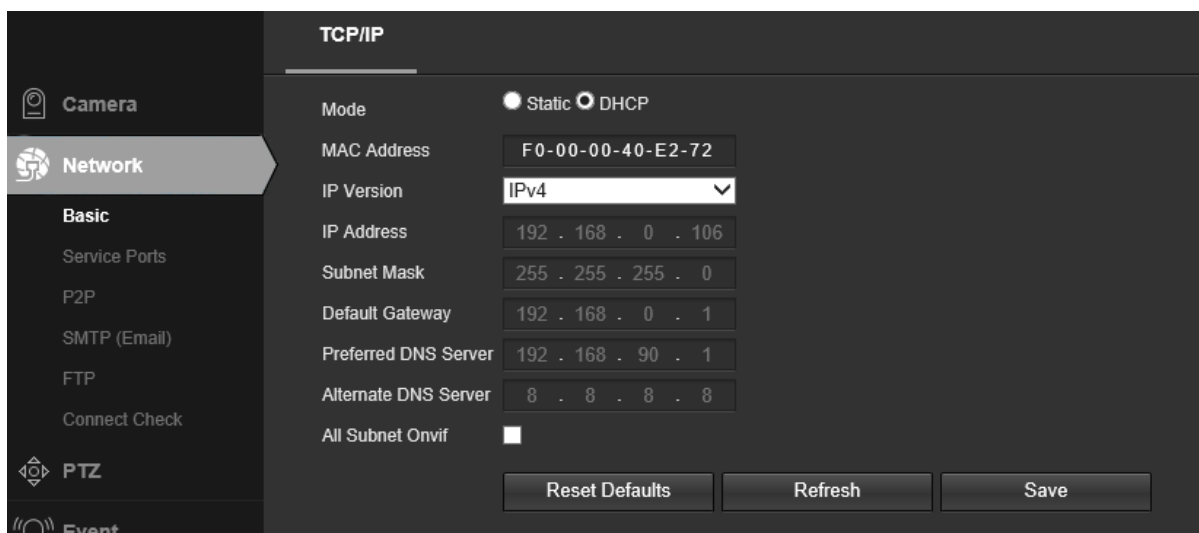 TCP/IP
Camera
Network
Basic
Service Ports
P2P
SMTP (Email)
FTP
Connect Check
PTZ
Event
Mode Static DHCP
MAC Address F0-00-00-40-E2-72
IP Version IPv4
IP Address 192 . 168 . 0 . 106
Subnet Mask 255 . 255 . 255 . 0
Default Gateway 192 . 168 . 0 . 1
Preferred DNS Server 192 . 168 . 90 . 1
Alternate DNS Server 8 . 8 . 8 . 8
All Subnet Onvif
Reset Defaults Refresh Save